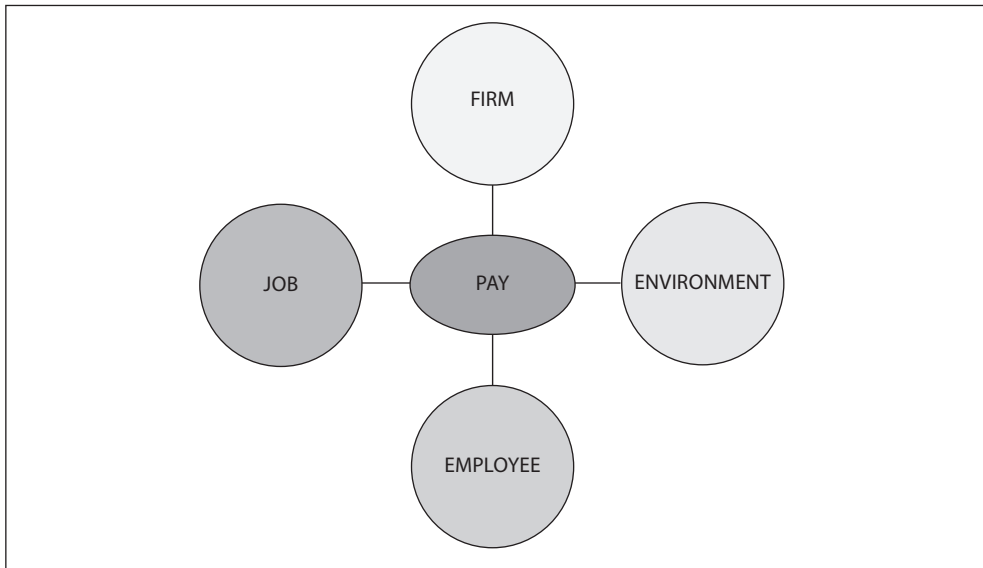 FIRM
JOB
PAY
ENVIRONMENT
EMPLOYEE